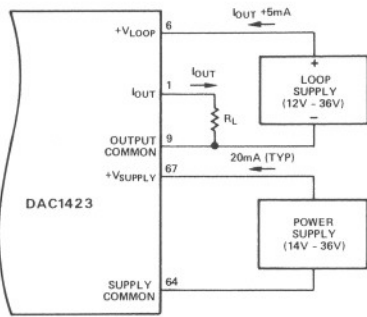 6
IOUT +5mA
+VLOOP
+
LOOP
SUPPLY
(12V – 36V)
–
1
IOUT
IOUT
RL
OUTPUT
COMMON
9
+VSUPPLY
67
20mA (TYP)
DAC1423
POWER
SUPPLY
(14V – 36V)
SUPPLY
COMMON
64